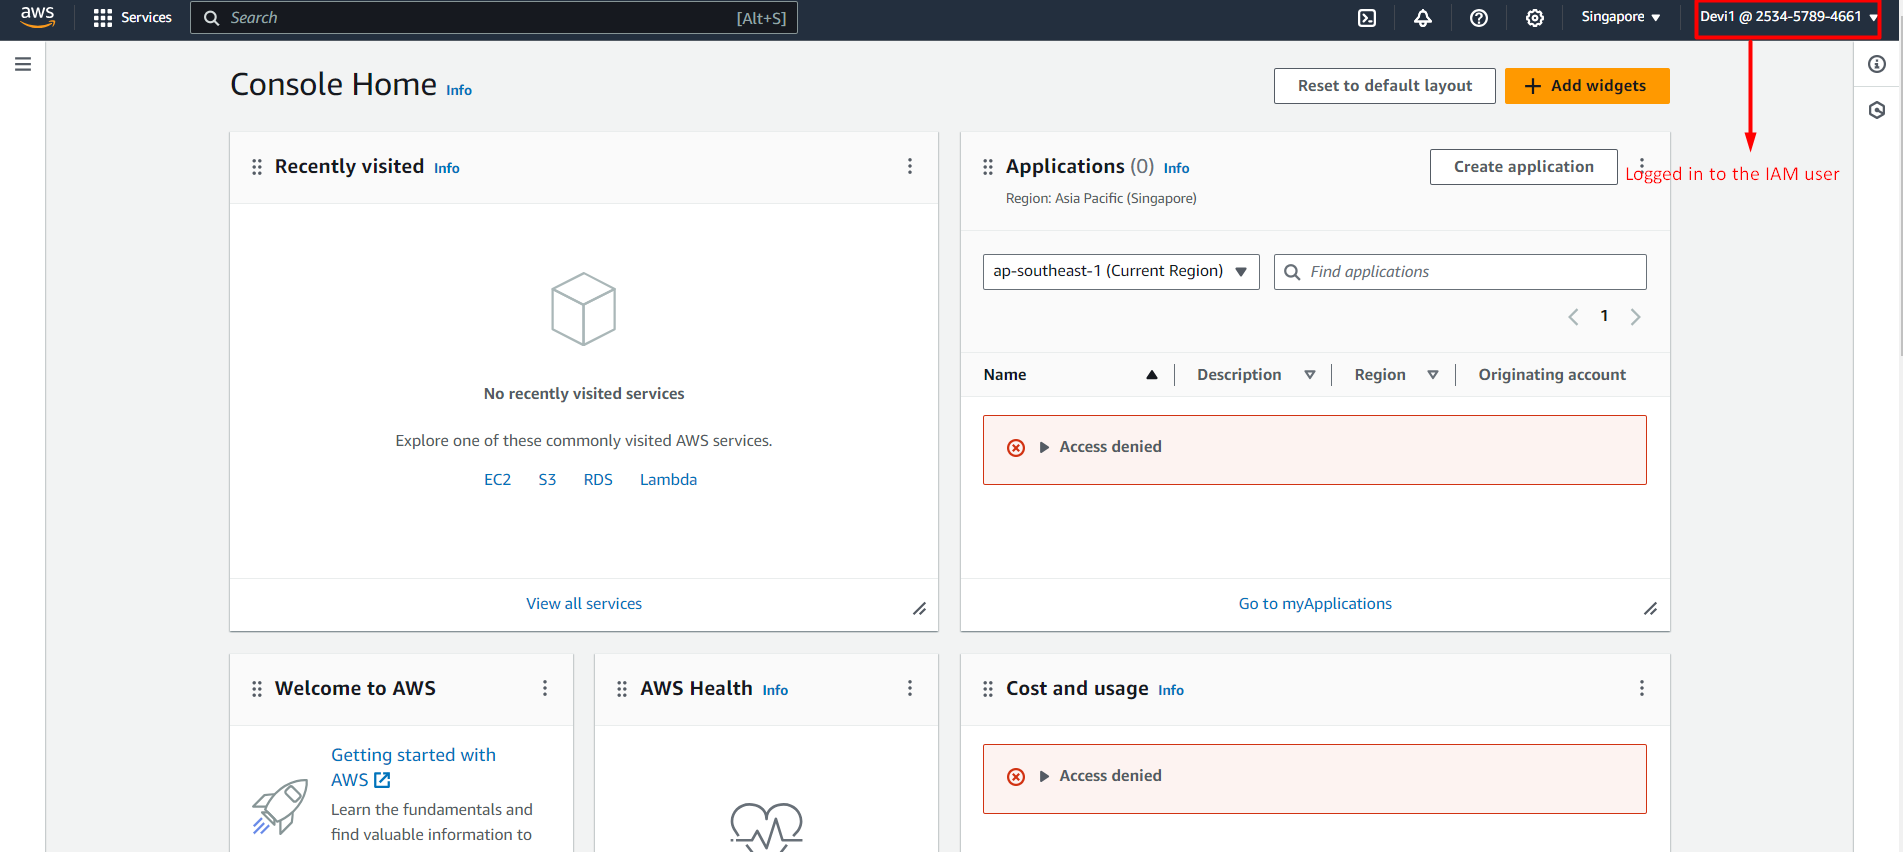 aws
Services
Search
[Alt+S]
Singapore
Devi1 @ 2534-5789-4661
Console Home Info
Reset to default layout
Add widgets
Logged in to the IAM user
Recently visited Info
No recently visited services
Explore one of these commonly visited AWS services.
EC2 S3 RDS Lambda
View all services
Applications (0) Info
Region: Asia Pacific (Singapore)
Create application
ap-southeast-1 (Current Region)
Find applications
1
Name Description Region Originating account
Access denied
Go to myApplications
Welcome to AWS
Getting started with
AWS
Learn the fundamentals and
find valuable information to
AWS Health Info
Cost and usage Info
Access denied